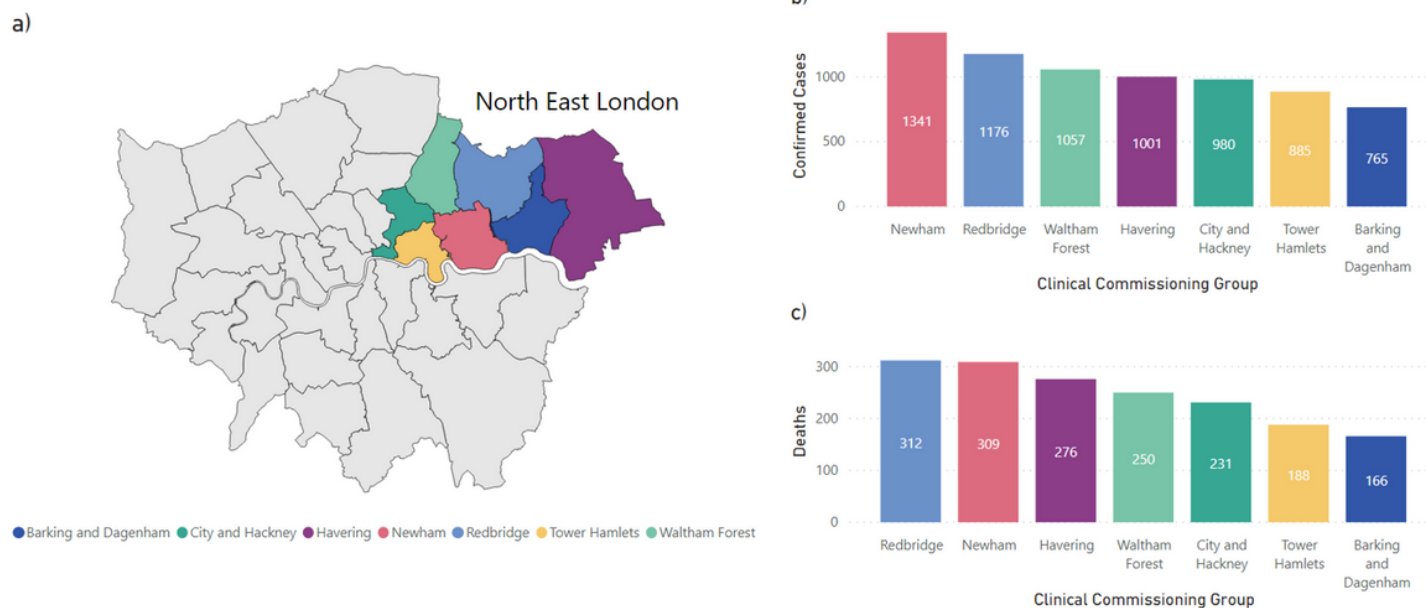 a)
North East London
Barking and Dagenham City and Hackney Havering Newham Redbridge Tower Hamlets Waltham Forest
b)
Confirmed Cases
1000
500
0
1341
1176
1057
1001
980
885
765
Newham
Redbridge
Waltham
Forest
Havering
City and
Hackney
Tower
Hamlets
Barking
and
Dagenham
Clinical Commissioning Group
c)
Deaths
300
200
100
0
312
309
276
250
231
188
166
Redbridge
Newham
Havering
Waltham
Forest
City and
Hackney
Tower
Hamlets
Barking
and
Dagenham
Clinical Commissioning Group